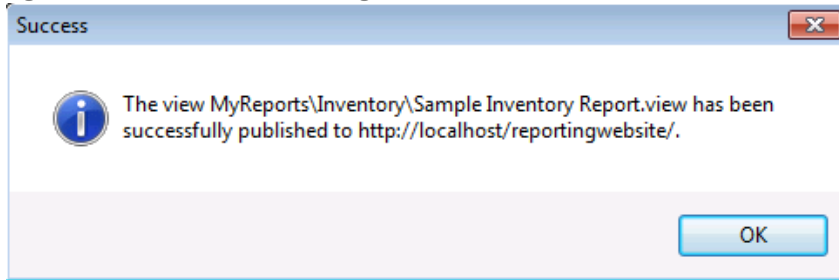 Success
The view MyReports\Inventory\Sample Inventory Report.view has been
successfully published to http://localhost/reportingwebsite/.
OK